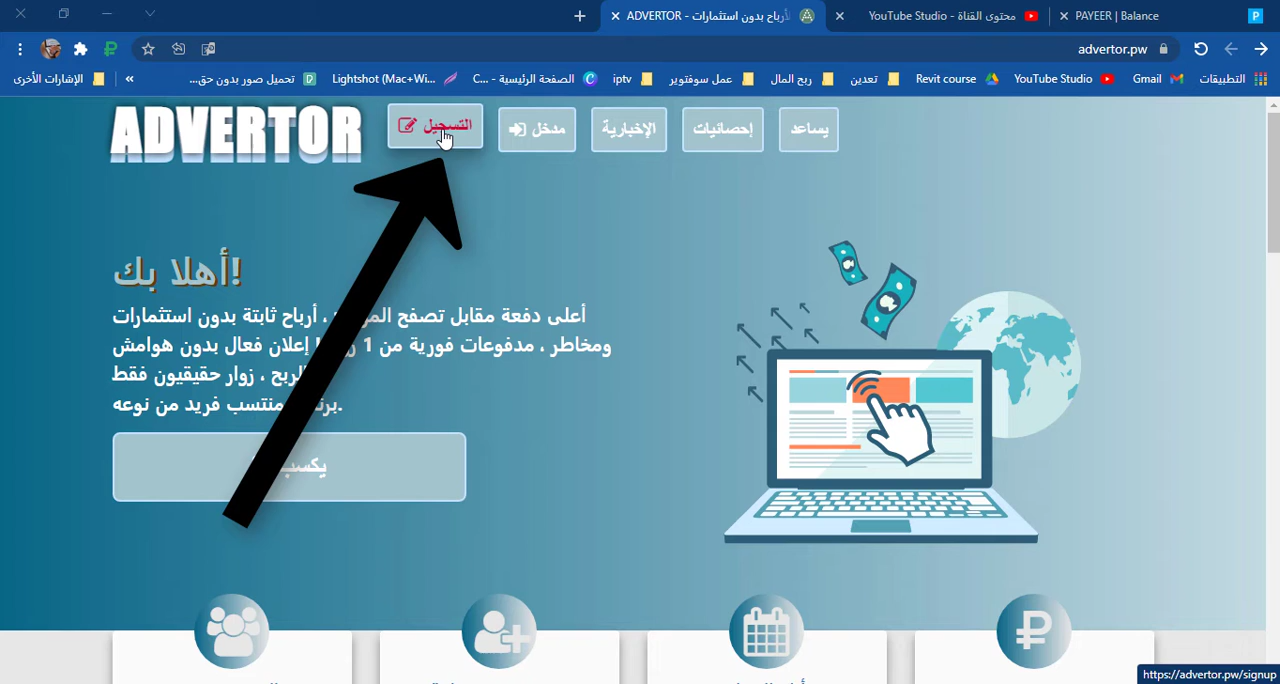 ADVERTOR - أرباح بدون استثمارات
YouTube Studio - محتوى القناة
PAYEER | Balance
advertor.pw
الإشارات الأخرى
»
تحميل صور بدون حق...
Lightshot (Mac+Wi...
الصفحة الرئيسية - C...
iptv
عمل سوفتوير
ربح المال
تعدين
Revit course
YouTube Studio
Gmail
التطبيقات
ADVERTOR
التسجيل
مدخل
الإخبارية
إحصائيات
يساعد
أهلا بك!
أعلى دفعة مقابل تصفح ، أرباح ثابتة بدون استثمارات
ومخاطر ، مدفوعات فورية من 1 إعلان فعال بدون هوامش
الربح ، زوار حقيقيون فقط
منتسب فريد من نوعه.
https://advertor.pw/signup